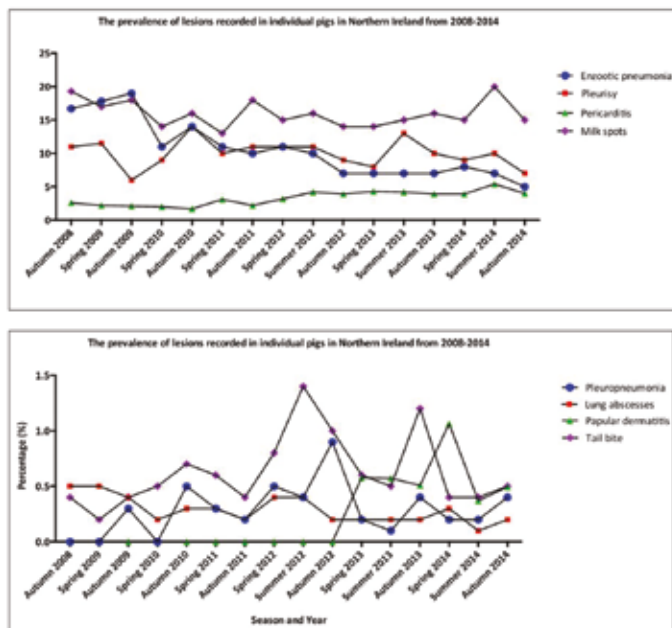 The prevalence of lesions recorded in individual pigs in Northern Ireland from 2008-2014
25
20
15
10
5
0
Enzootic pneumonia
Pleurisy
Pericarditis
Milk spots
Autumn 2008
Spring 2009
Autumn 2009
Spring 2010
Autumn 2010
Spring 2011
Autumn 2011
Spring 2012
Summer 2012
Autumn 2012
Spring 2013
Summer 2013
Autumn 2013
Spring 2014
Summer 2014
Autumn 2014
The prevalence of lesions recorded in individual pigs in Northern Ireland from 2008-2014
Percentage (%)
1.5
1.0
0.5
0.0
Pleuropneumonia
Lung abscesses
Papular dermatitis
Tail bite
Autumn 2008
Spring 2009
Autumn 2009
Spring 2010
Autumn 2010
Spring 2011
Autumn 2011
Spring 2012
Summer 2012
Autumn 2012
Spring 2013
Summer 2013
Autumn 2013
Spring 2014
Summer 2014
Autumn 2014
Season and Year